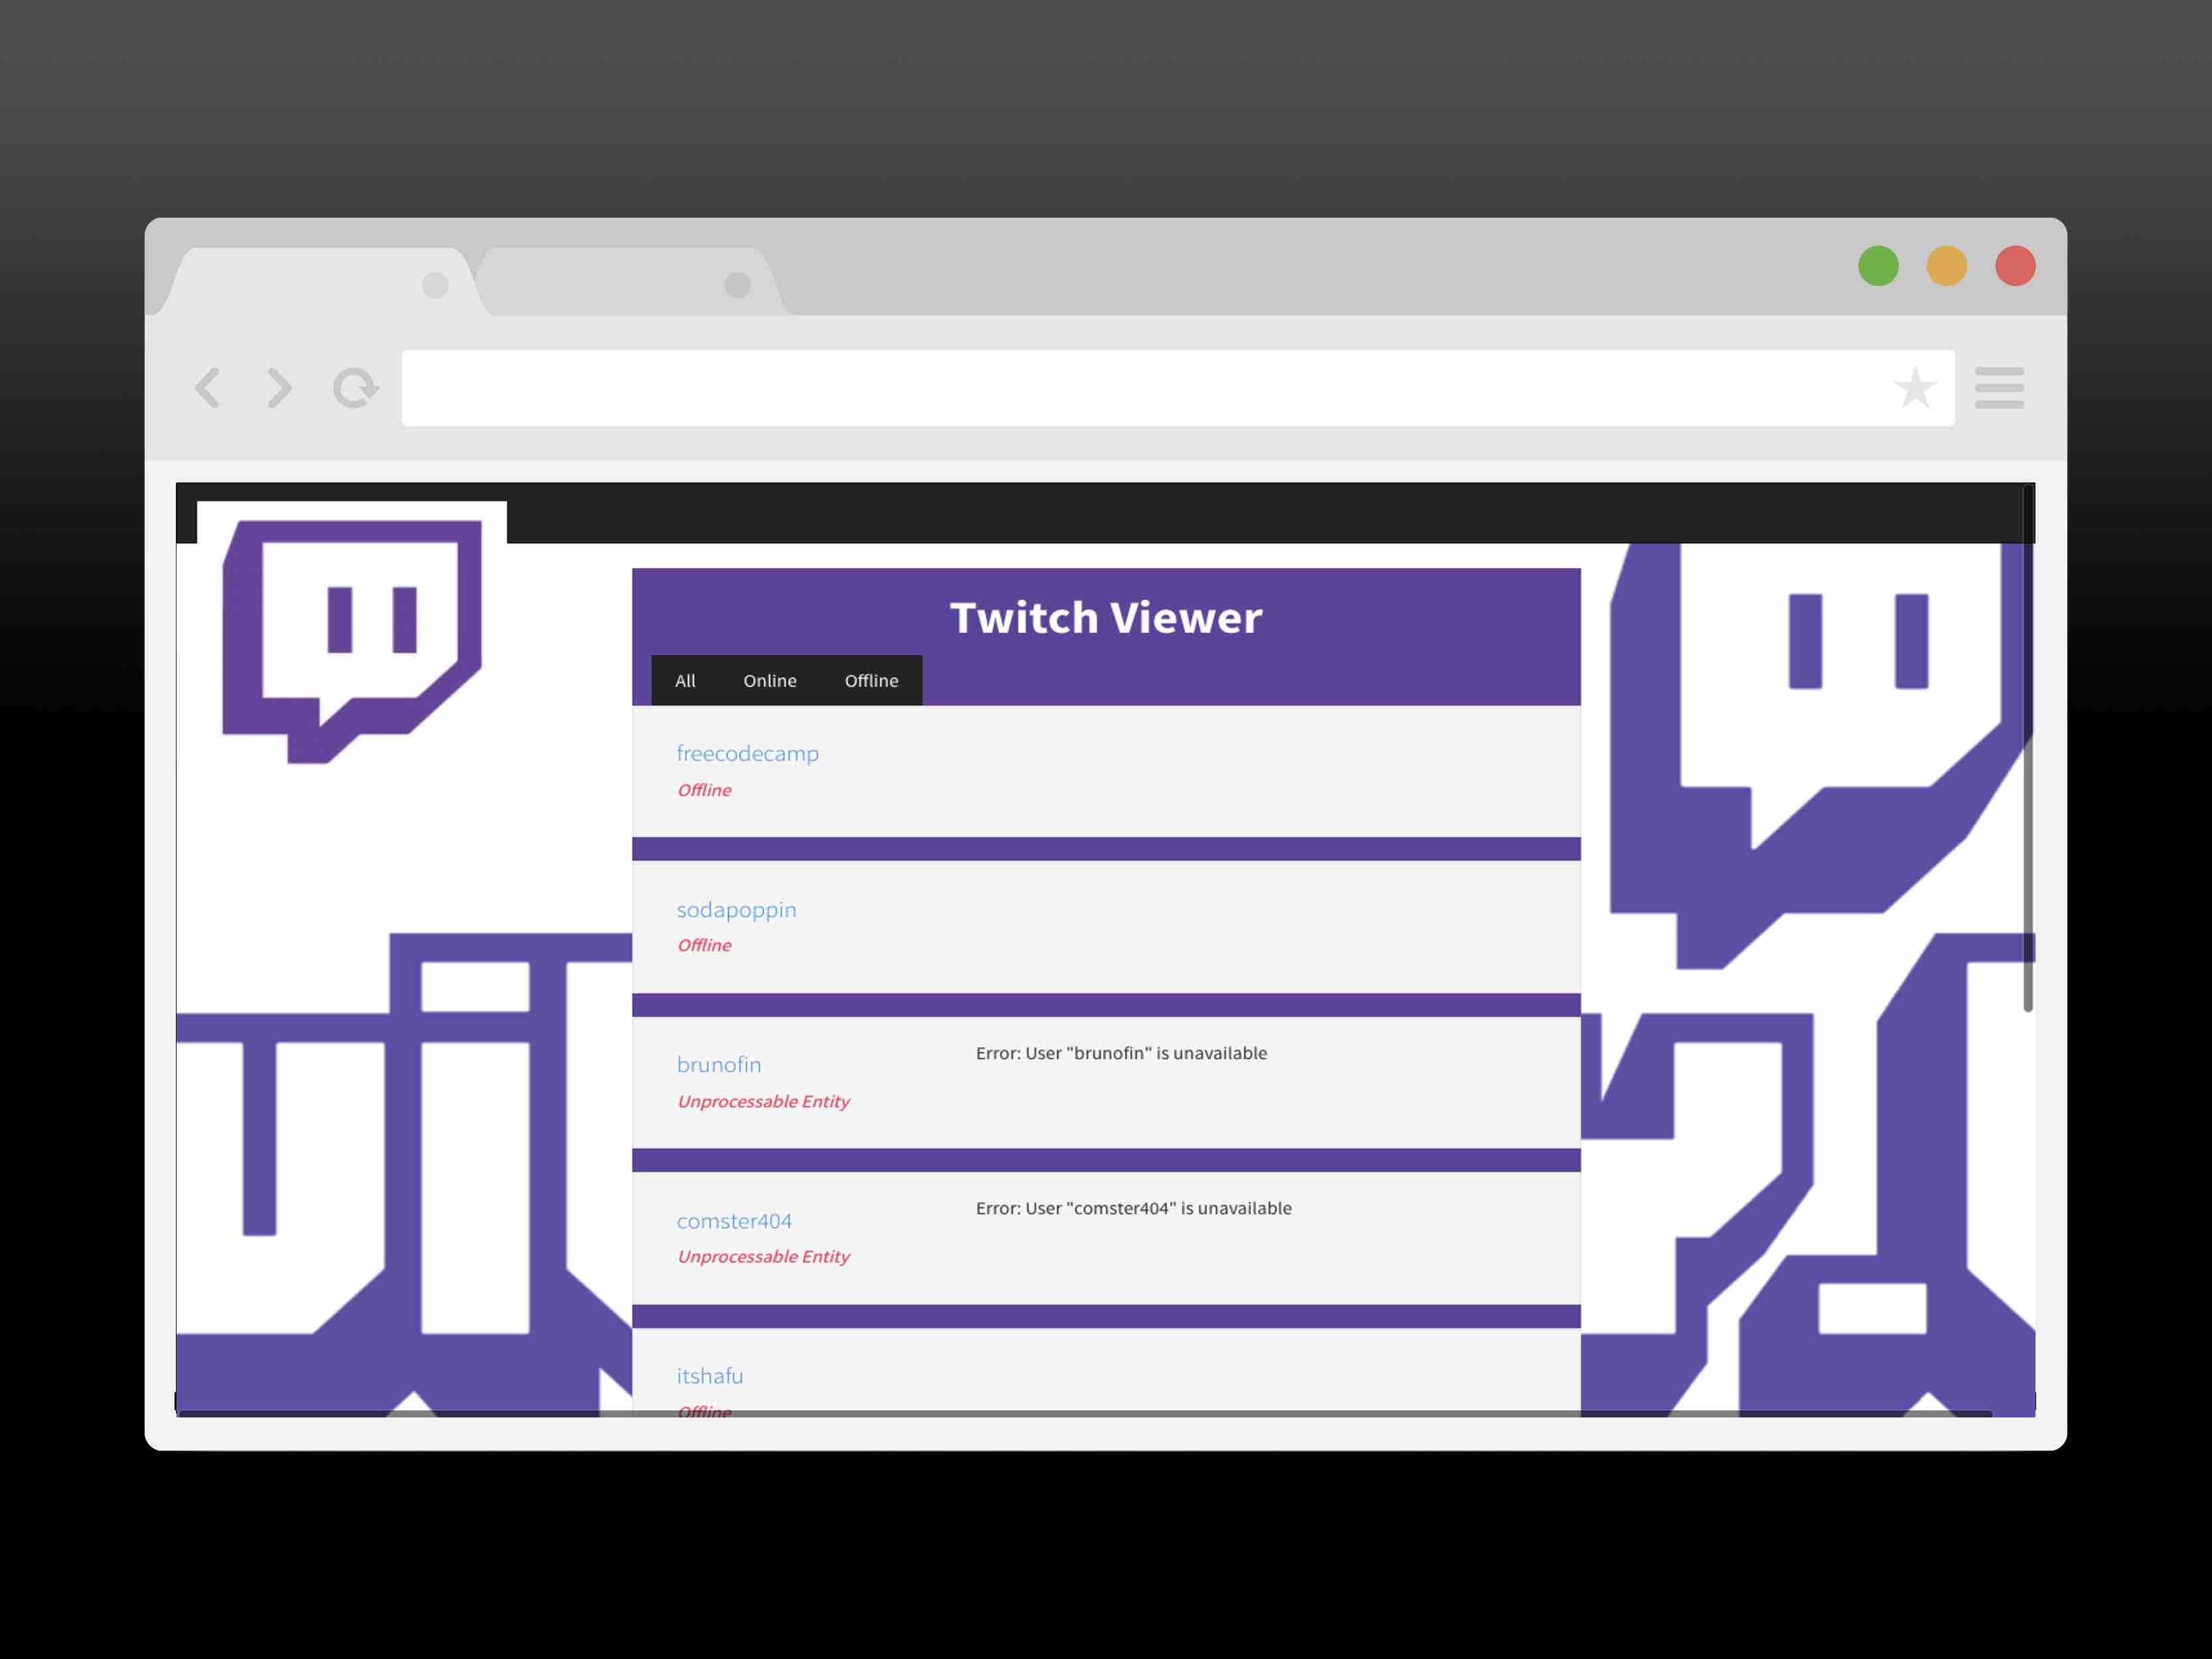 Twitch Viewer
All Online Offline
freecodecamp
Offline
sodapoppin
Offline
brunofin
Error: User "brunofin" is unavailable
Unprocessable Entity
comster404
Error: User "comster404" is unavailable
Unprocessable Entity
itshafu
Offline